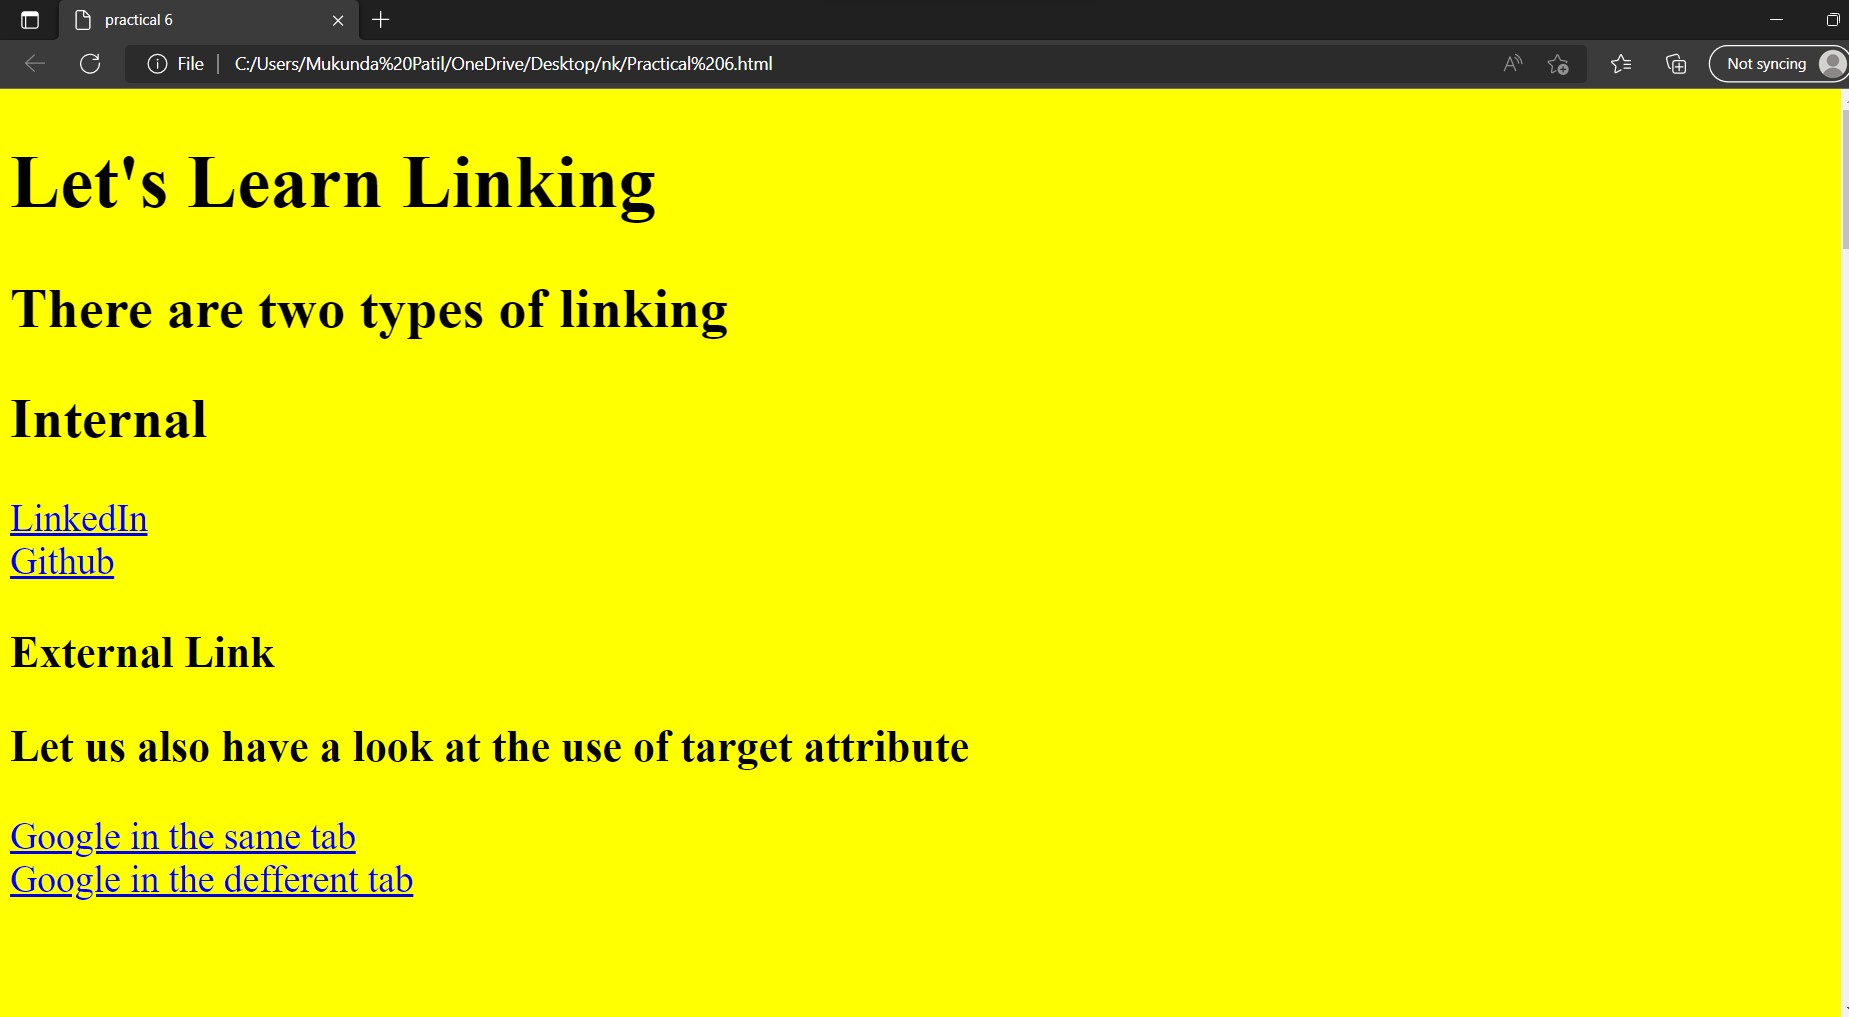 practical 6
File
C:/Users/Mukunda%20Patil/OneDrive/Desktop/nk/Practical%206.html
Not syncing
Let's Learn Linking
There are two types of linking
Internal
LinkedIn
Github
External Link
Let us also have a look at the use of target attribute
Google in the same tab
Google in the defferent tab